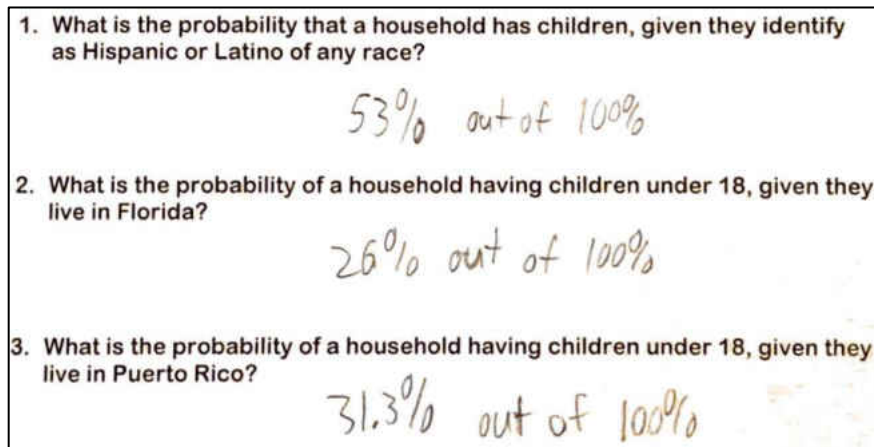 1. What is the probability that a household has children, given they identify
as Hispanic or Latino of any race?
53% out of 100%
2. What is the probability of a household having children under 18, given they
live in Florida?
26% out of 100%
3. What is the probability of a household having children under 18, given they
live in Puerto Rico?
31.3% out of 100%